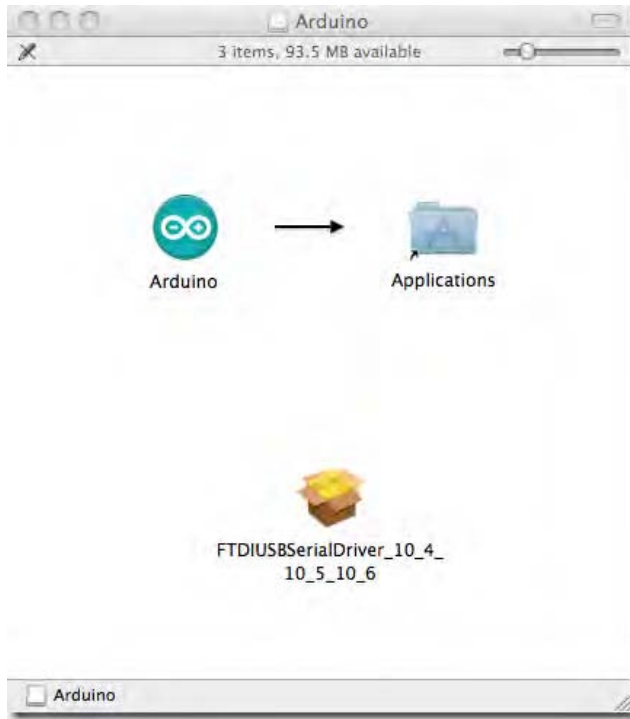 Arduino
3 items, 93.5 MB available
Arduino
Applications
FTDIUSBSerialDriver_10_4_
10_5_10_6
Arduino